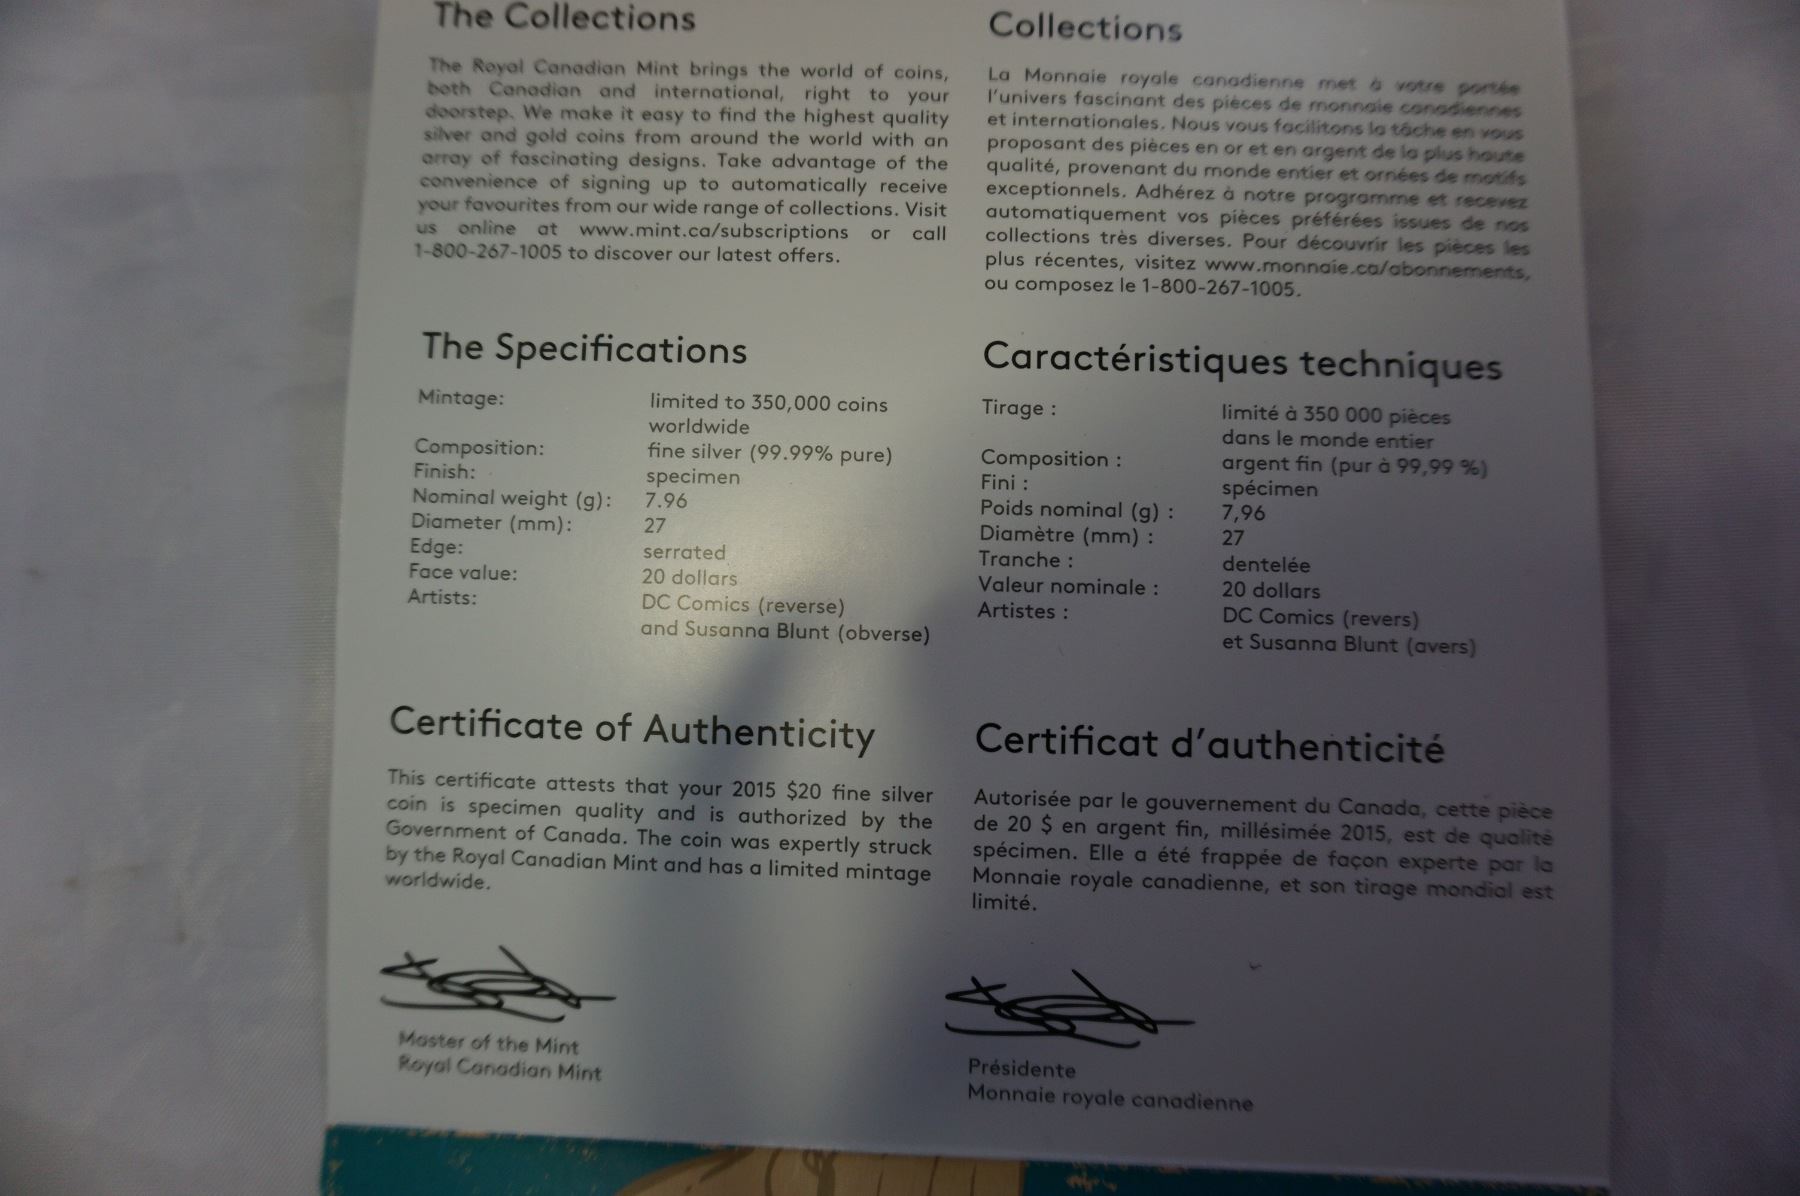 The Collections
The Royal Canadian Mint brings the world of coins,
both Canadian and international, right to your
doorstep. We make it easy to find the highest quality
silver and gold coins from around the world with an
array of fascinating designs. Take advantage of the
convenience of signing up to automatically receive
your favourites from our wide range of collections. Visit
us online at www.mint.ca/subscriptions or call
1-800-267-1005 to discover our latest offers.
The Specifications
Mintage: limited to 350,000 coins
worldwide
Composition: fine silver (99.99% pure)
Finish: specimen
Nominal weight (g): 7.96
Diameter (mm): 27
Edge: serrated
Face value: 20 dollars
Artists: DC Comics (reverse)
and Susanna Blunt (obverse)
Certificate of Authenticity
This certificate attests that your 2015 $20 fine silver
coin is specimen quality and is authorized by the
Government of Canada. The coin was expertly struck
by the Royal Canadian Mint and has a limited mintage
worldwide.
Master of the Mint
Royal Canadian Mint
Collections
La Monnaie royale canadienne met à votre portée
l'univers fascinant des pièces de monnaie canadiennes
et internationales. Nous vous facilitons la tâche en vous
proposant des pièces en or et en argent de la plus haute
qualité, provenant du monde entier et ornées de motifs
exceptionnels. Adhérez à notre programme et recevez
automatiquement vos pièces préférées issues de nos
collections très diverses. Pour découvrir les pièces les
plus récentes, visitez www.monnaie.ca/abonnements,
ou composez le 1-800-267-1005.
Caractéristiques techniques
Tirage : limité à 350 000 pièces
dans le monde entier
Composition : argent fin (pur à 99,99 %)
Fini : spécimen
Poids nominal (g) : 7,96
Diamètre (mm) : 27
Tranche : dentelée
Valeur nominale : 20 dollars
Artistes : DC Comics (revers)
et Susanna Blunt (avers)
Certificat d'authenticité
Autorisée par le gouvernement du Canada, cette pièce
de 20 $ en argent fin, millésimée 2015, est de qualité
spécimen. Elle a été frappée de façon experte par la
Monnaie royale canadienne, et son tirage mondial est
limité.
Présidente
Monnaie royale canadienne